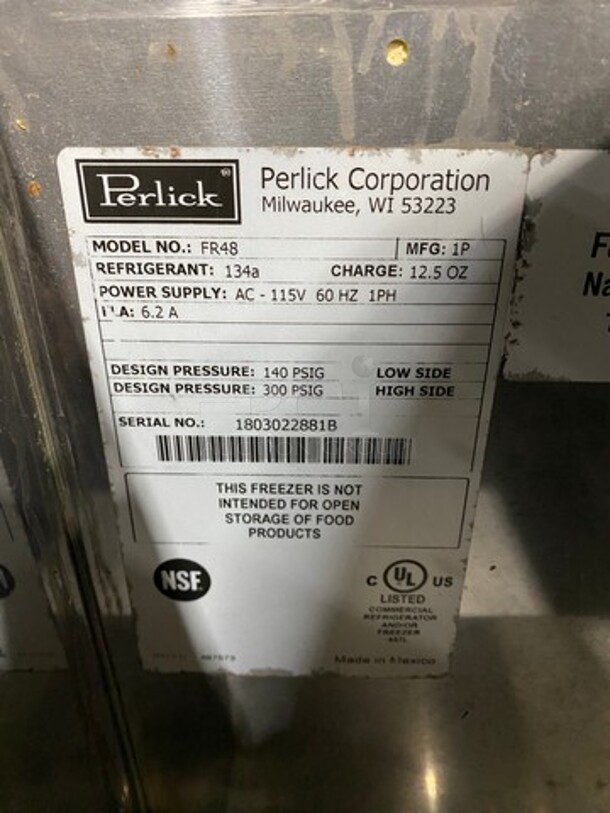 Perlick®
Perlick Corporation
Milwaukee, WI 53223
MODEL NO.: FR48 MFG: 1P
REFRIGERANT: 134a CHARGE: 12.5 OZ
POWER SUPPLY: AC - 115V 60 HZ 1PH
6.2 A
DESIGN PRESSURE: 140 PSIG LOW SIDE
DESIGN PRESSURE: 300 PSIG HIGH SIDE
SERIAL NO.: 1803022881B
THIS FREEZER IS NOT
INTENDED FOR OPEN
STORAGE OF FOOD
PRODUCTS
NSF
C UL US
LISTED
COMMERCIAL
REFRIGERATOR
AND/OR
FREEZER
Made in Mexico